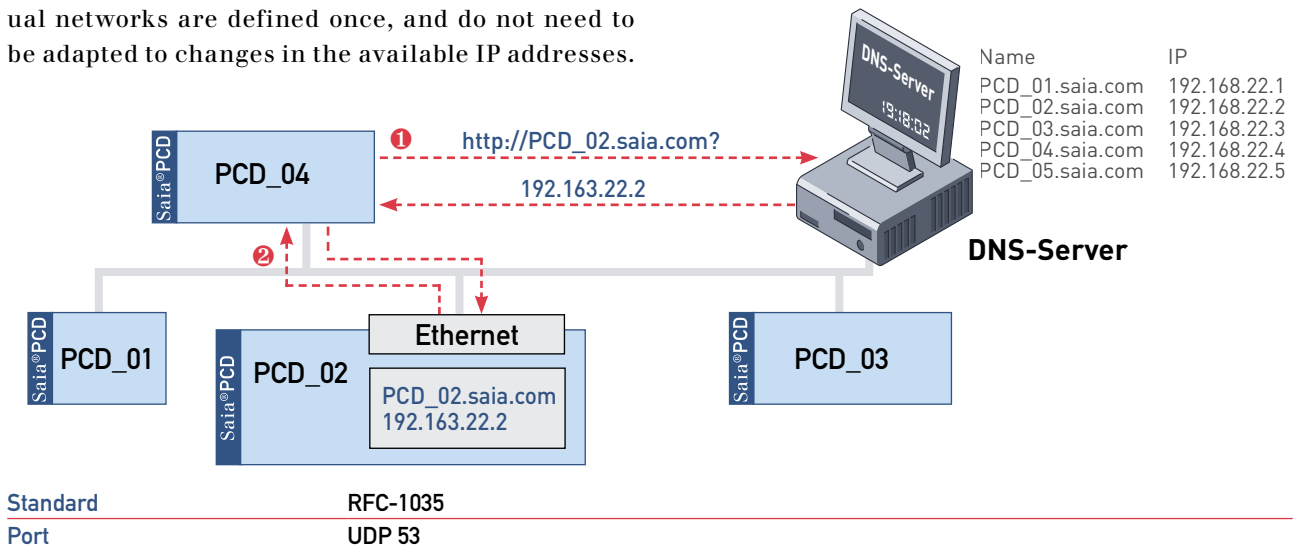 ual networks are defined once, and do not need to
be adapted to changes in the available IP addresses.
DNS-Server
19:18:02
Name IP
PCD_01.saia.com 192.168.22.1
PCD_02.saia.com 192.168.22.2
PCD_03.saia.com 192.168.22.3
PCD_04.saia.com 192.168.22.4
PCD_05.saia.com 192.168.22.5
DNS-Server
Saia®PCD
PCD_04
1
http://PCD_02.saia.com?
192.163.22.2
2
Saia®PCD
PCD_01
Saia®PCD
PCD_02
Ethernet
PCD_02.saia.com
192.163.22.2
Saia®PCD
PCD_03
Standard RFC-1035
Port UDP 53